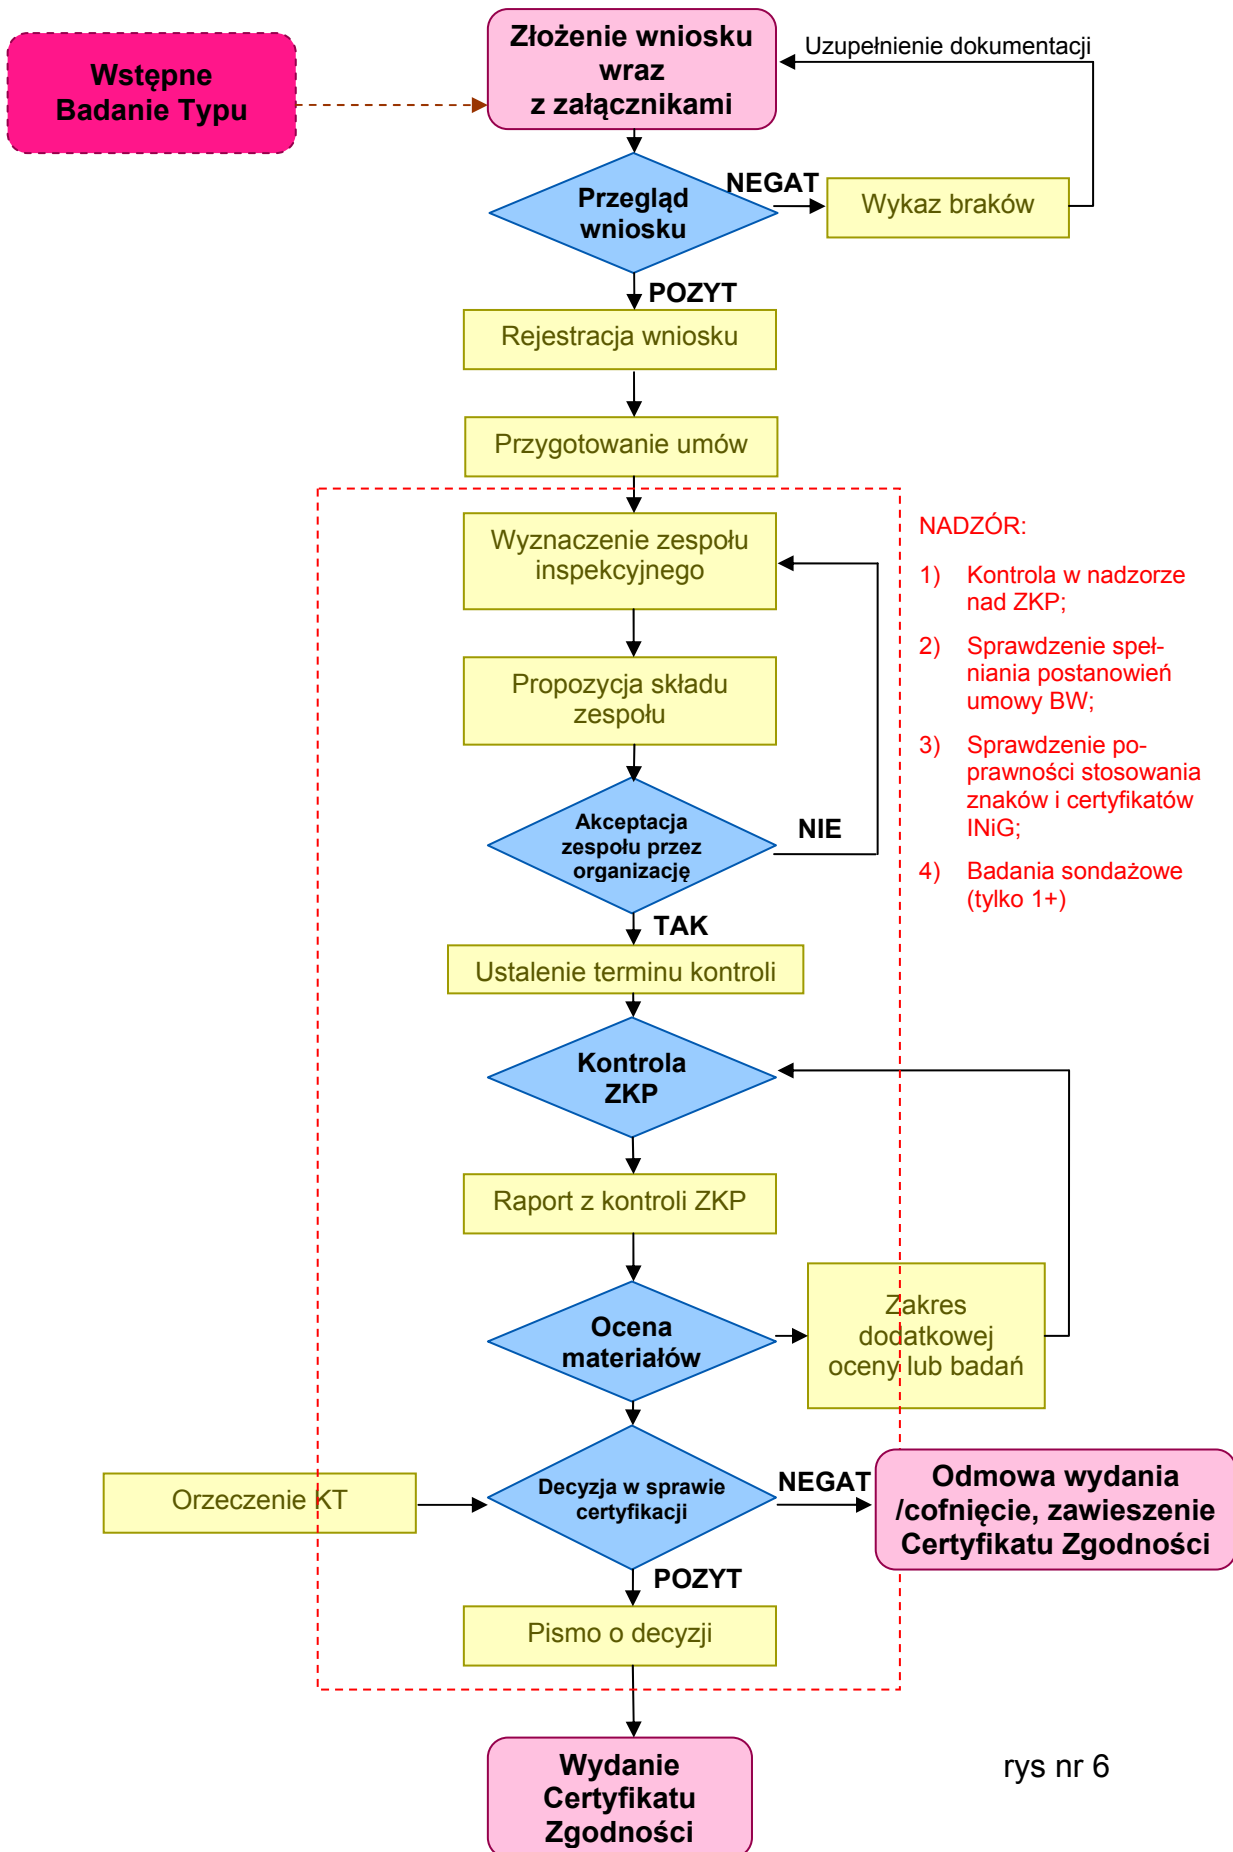 Złożenie wniosku
wraz
z załącznikami
Uzupełnienie dokumentacji
Wstępne
Badanie Typu
Przegląd
wniosku
NEGAT
Wykaz braków
POZYT
Rejestracja wniosku
Przygotowanie umów
Wyznaczenie zespołu
inspekcyjnego
NADZÓR:
1) Kontrola w nadzorze
nad ZKP;
2) Sprawdzenie speł-
niania postanowień
umowy BW;
3) Sprawdzenie po-
prawności stosowania
znaków i certyfikatów
INiG;
4) Badania sondażowe
(tylko 1+)
Propozycja składu
zespołu
Akceptacja
zespołu przez
organizację
NIE
TAK
Ustalenie terminu kontroli
Kontrola
ZKP
Raport z kontroli ZKP
Ocena
materiałów
Zakres
dodatkowej
oceny lub badań
Orzeczenie KT
Decyzja w sprawie
certyfikacji
NEGAT
Odmowa wydania
/cofnięcie, zawieszenie
Certyfikatu Zgodności
POZYT
Pismo o decyzji
Wydanie
Certyfikatu
Zgodności
rys nr 6